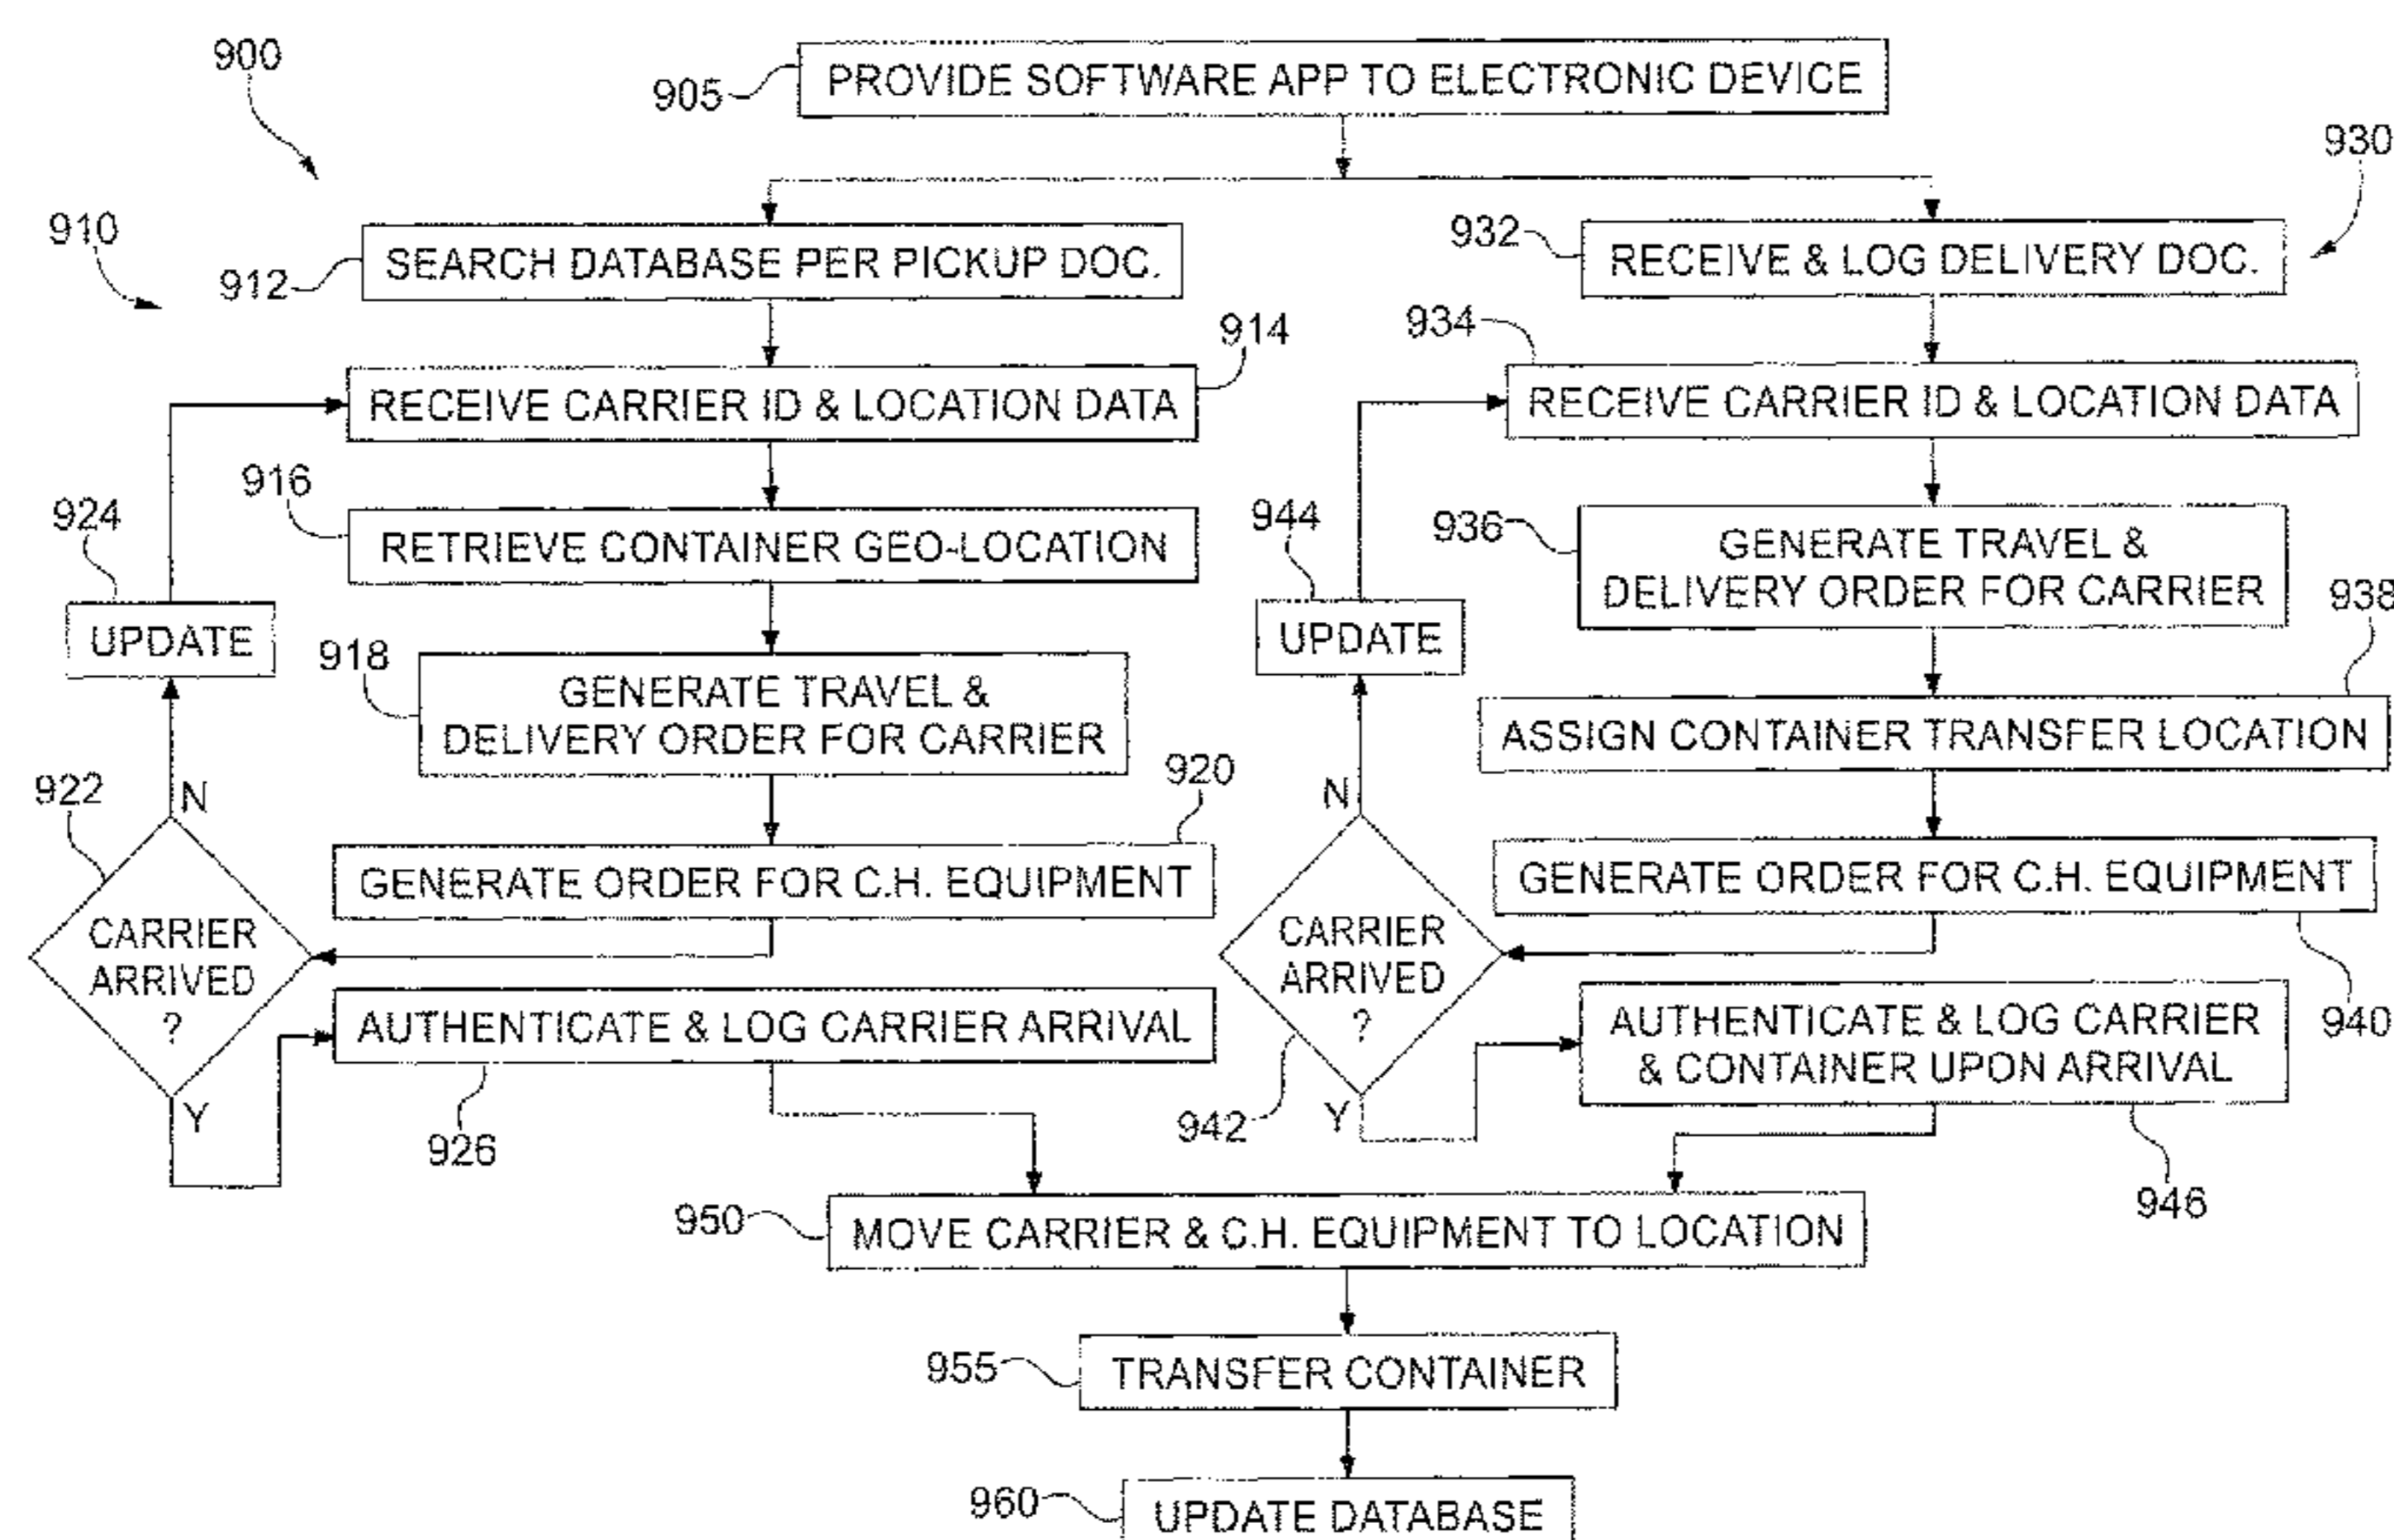 900
905
PROVIDE SOFTWARE APP TO ELECTRONIC DEVICE
930
910
912
SEARCH DATABASE PER PICKUP DOC.
932
RECEIVE & LOG DELIVERY DOC.
914
RECEIVE CARRIER ID & LOCATION DATA
934
RECEIVE CARRIER ID & LOCATION DATA
916
RETRIEVE CONTAINER GEO-LOCATION
924
UPDATE
944
UPDATE
936
GENERATE TRAVEL &
DELIVERY ORDER FOR CARRIER
918
GENERATE TRAVEL &
DELIVERY ORDER FOR CARRIER
938
ASSIGN CONTAINER TRANSFER LOCATION
920
GENERATE ORDER FOR C.H. EQUIPMENT
922
N
CARRIER
ARRIVED
?
Y
N
CARRIER
ARRIVED
?
Y
942
GENERATE ORDER FOR C.H. EQUIPMENT
940
AUTHENTICATE & LOG CARRIER ARRIVAL
926
AUTHENTICATE & LOG CARRIER
& CONTAINER UPON ARRIVAL
946
950
MOVE CARRIER & C.H. EQUIPMENT TO LOCATION
955
TRANSFER CONTAINER
960
UPDATE DATABASE